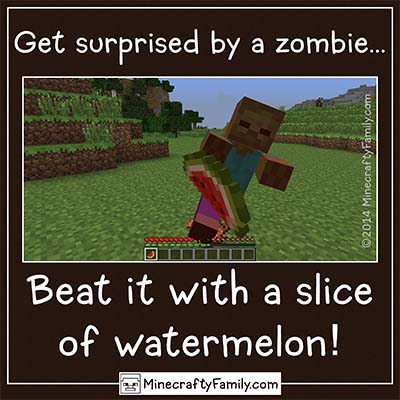 Get surprised by a zombie...
©2014 MinecraftyFamily.com
Beat it with a slice
of watermelon!
MinecraftyFamily.com